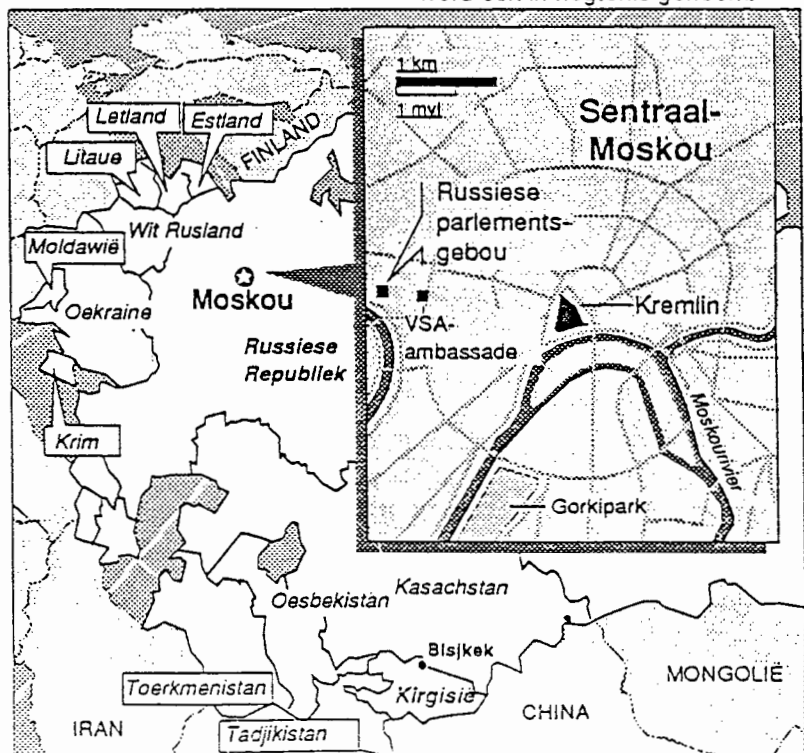 1 km
1 myl
Sentraal-
Moskou
Russiese
parlements-
gebou
Kremlin
VSA-
ambassade
Moskourivier
Gorkipark
Letland
Estland
FINLAND
Litaue
Wit Rusland
Moldawië
Moskou
Oekraine
Russiese
Republiek
Krim
Oesbekistan
Kasachstan
Bisjkek
MONGOLIË
Toerkmenistan
Kirgisië
IRAN
Tadjikistan
CHINA